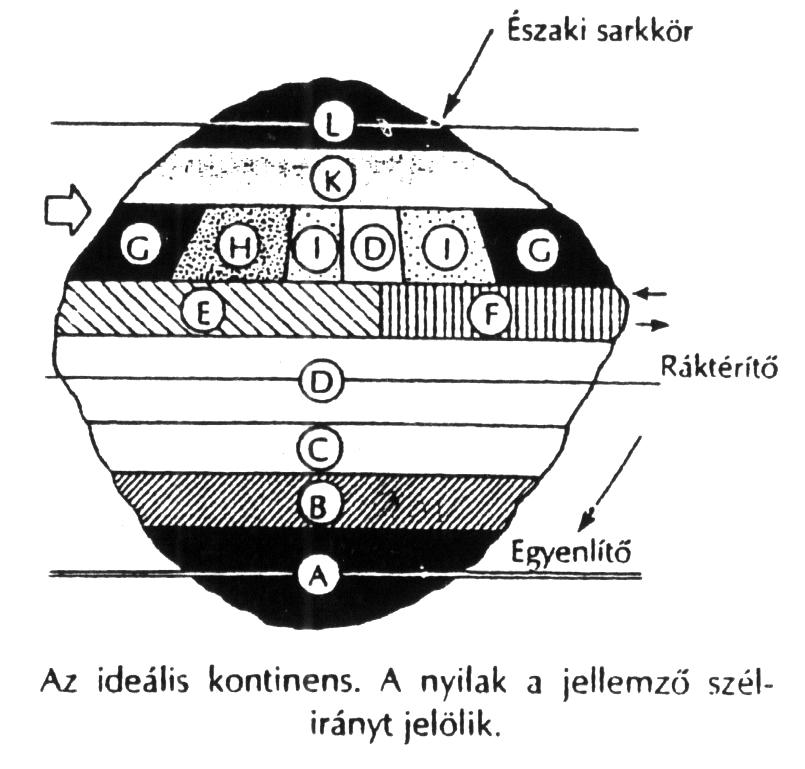 Északi sarkkör
L
K
G H I D I G
E F
Ráktérítő
D
C
B
Egyenlítő
A
Az ideális kontinens. A nyilak a jellemző szél-
irányt jelölik.